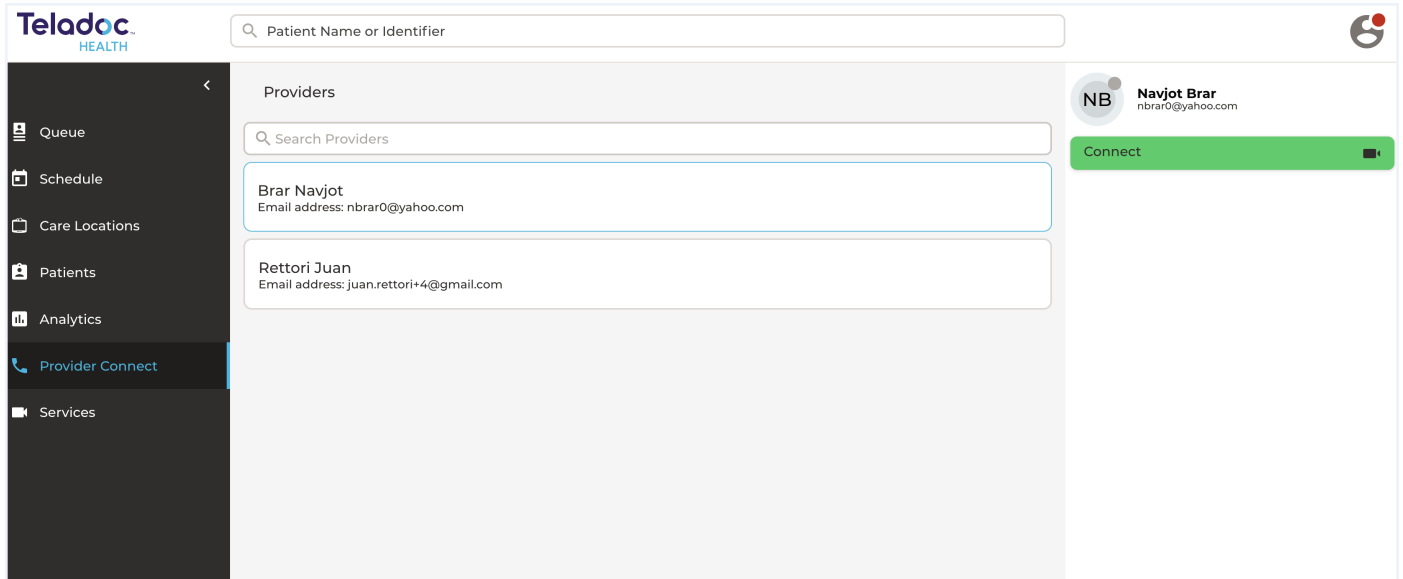 Teladoc
HEALTH
Patient Name or Identifier
Queue
Schedule
Care Locations
Patients
Analytics
Provider Connect
Services
Providers
Search Providers
Brar Navjot
Email address: nbrar0@yahoo.com
Rettori Juan
Email address: juan.rettori+4@gmail.com
NB
Navjot Brar
nbrar0@yahoo.com
Connect